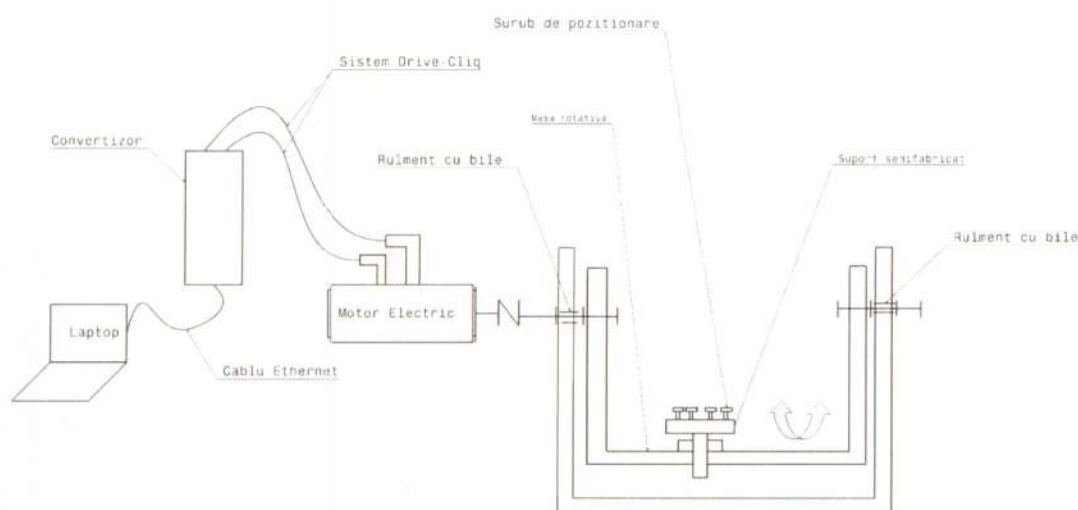 Surub de pozitionare
Sistem Drive-Cliq
Masa rotativa
Convertizor
Rulment cu bile
Suport semifabricat
Rulment cu bile
Motor Electric
Laptop
Cablu Ethernet